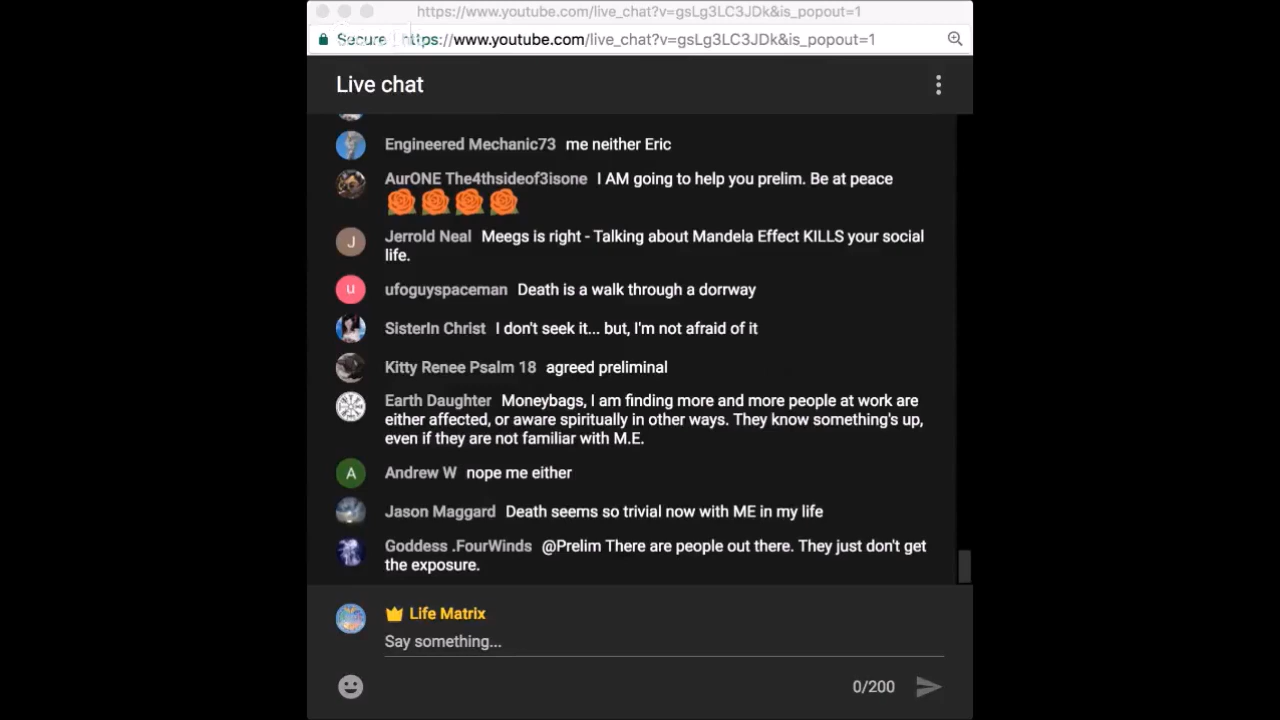 https://www.youtube.com/live_chat?v=gsLg3LC3JDk&is_popout=1
Secure https://www.youtube.com/live_chat?v=gsLg3LC3JDk&is_popout=1
Live chat
Engineered Mechanic73 me neither Eric
AurONE The4thsideof3isone I AM going to help you prelim. Be at peace
Jerrold Neal Meegs is right - Talking about Mandela Effect KILLS your social
life.
ufoguyspaceman Death is a walk through a dorrway
SisterIn Christ I don't seek it... but, I'm not afraid of it
Kitty Renee Psalm 18 agreed preliminal
Earth Daughter Moneybags, I am finding more and more people at work are
either affected, or aware spiritually in other ways. They know something's up,
even if they are not familiar with M.E.
Andrew W nope me either
Jason Maggard Death seems so trivial now with ME in my life
Goddess .FourWinds @Prelim There are people out there. They just don't get
the exposure.
Life Matrix
Say something...
0/200